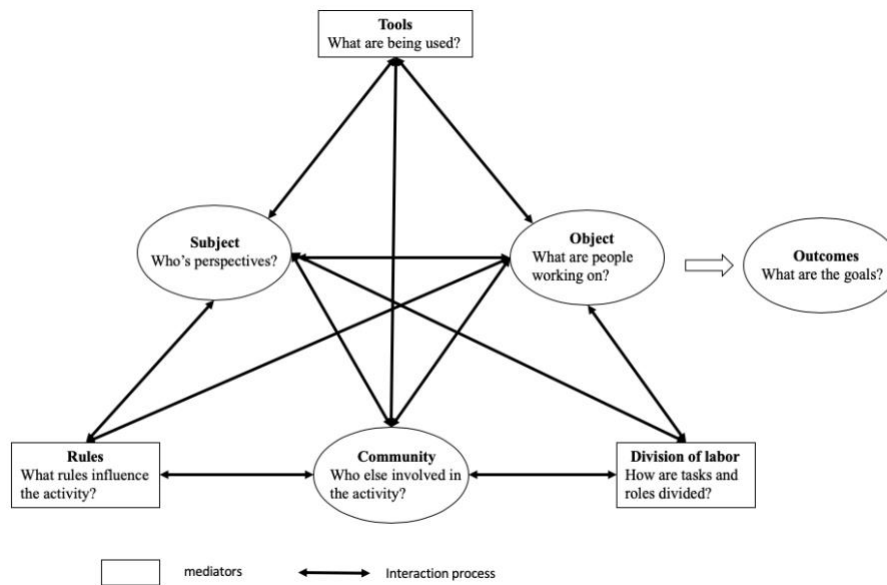 Tools
What are being used?
Subject
Who's perspectives?
Object
What are people
working on?
Outcomes
What are the goals?
Rules
What rules influence
the activity?
Community
Who else involved in
the activity?
Division of labor
How are tasks and
roles divided?
mediators
Interaction process